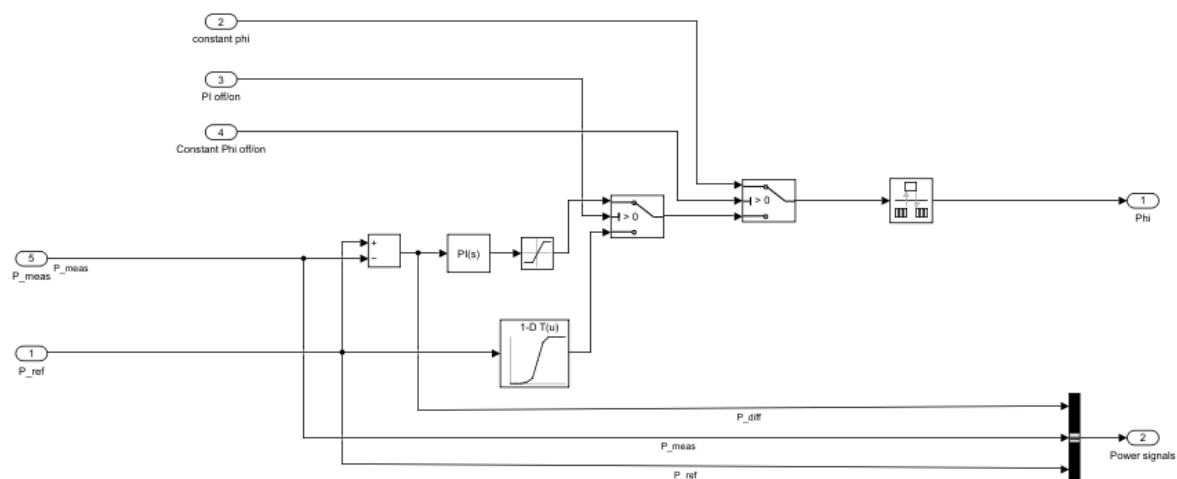 2
constant phi
3
PI off/on
4
Constant Phi off/on
> 0
> 0
1
Phi
+
−
PI(s)
5
P_meas
P_meas
1-D T(u)
1
P_ref
P_diff
P_meas
2
Power signals
P_ref